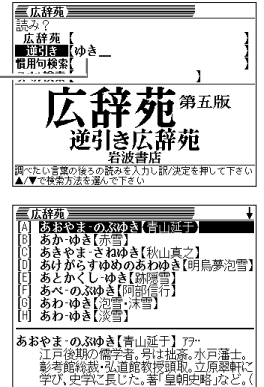 広辞苑
読み？
広辞苑【 】
逆引き【ゆき 】
慣用句検索【 】
広辞苑 第五版
逆引き広辞苑
岩波書店
調べたい言葉の後ろの読みを入力し訳/決定を押して下さい
▲/▼で検索方法を選んで下さい
広辞苑 ↓
[A] あおやま‐のぶゆき【青山延于】
[B] あか‐ゆき【赤雪】
[C] あきやま‐さねゆき【秋山真之】
[D] あけがらすゆめのあわゆき【明烏夢泡雪】
[E] あとかくし‐ゆき【跡隠雪】
[F] あべ‐のぶゆき【阿部信行】
[G] あわ‐ゆき【泡雪・沫雪】
[H] あわ‐ゆき【淡雪】
あおやま‐のぶゆき【青山延于】ｱｦ‥
江戸後期の儒学者。号は拙斎。水戸藩士。
彰考館総裁・弘道館教授頭取。立原翠軒に
学び、史学に長じた。著「皇朝史略」など。(